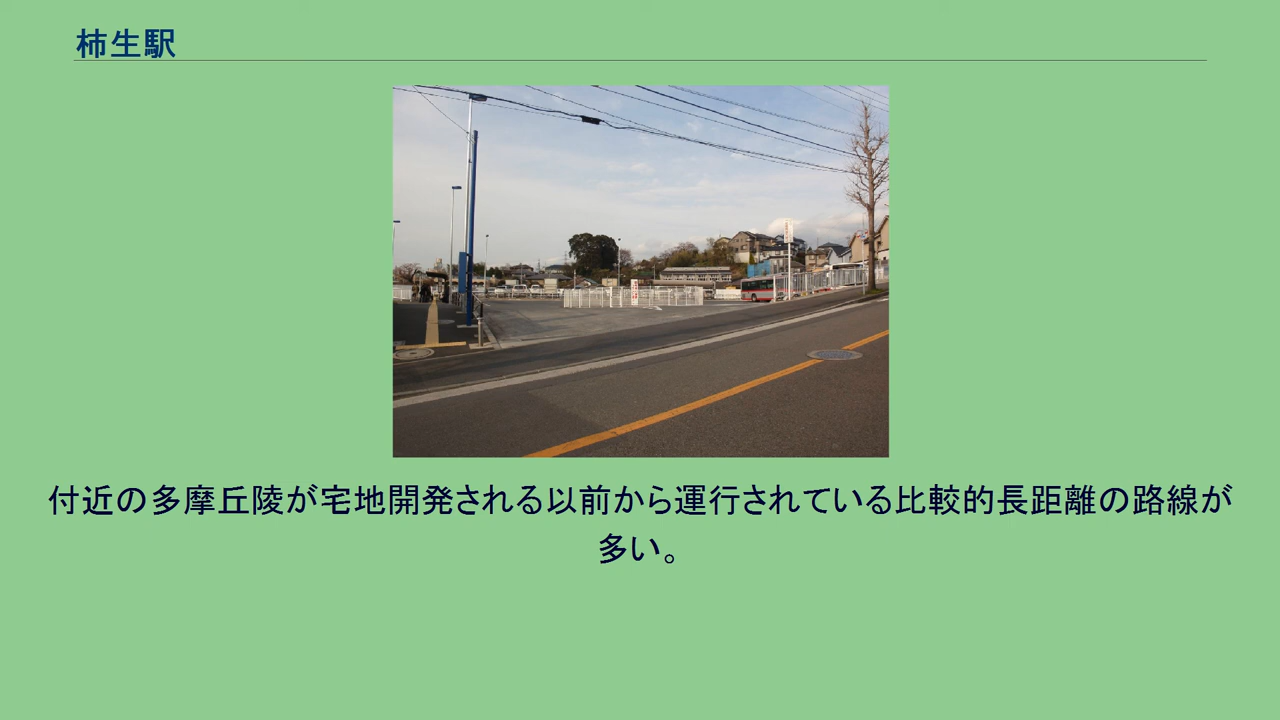 柿生駅
付近の多摩丘陵が宅地開発される以前から運行されている比較的長距離の路線が
多い。